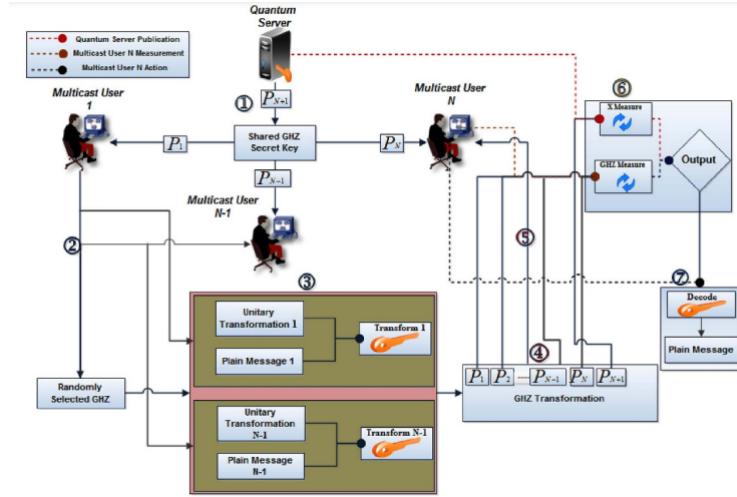 Quantum
Server
Quantum Server Publication
Multicast User N Measurement
Multicast User N Action
Multicast User
1
①
P_{N+1}
Multicast User
N
⑥
X Measure
P_1
Shared GHZ
Secret Key
P_N
Output
GHZ Measure
P_{N-1}
Multicast User
N-1
②
⑤
③
⑦
Unitary
Transformation 1
Transform 1
Plain Message 1
Decode
Plain Message
④
P_1 P_2 P_{N-1} P_N P_{N+1}
GHZ Transformation
Randomly
Selected GHZ
Unitary
Transformation
N-1
Transform N-1
Plain Message
N-1